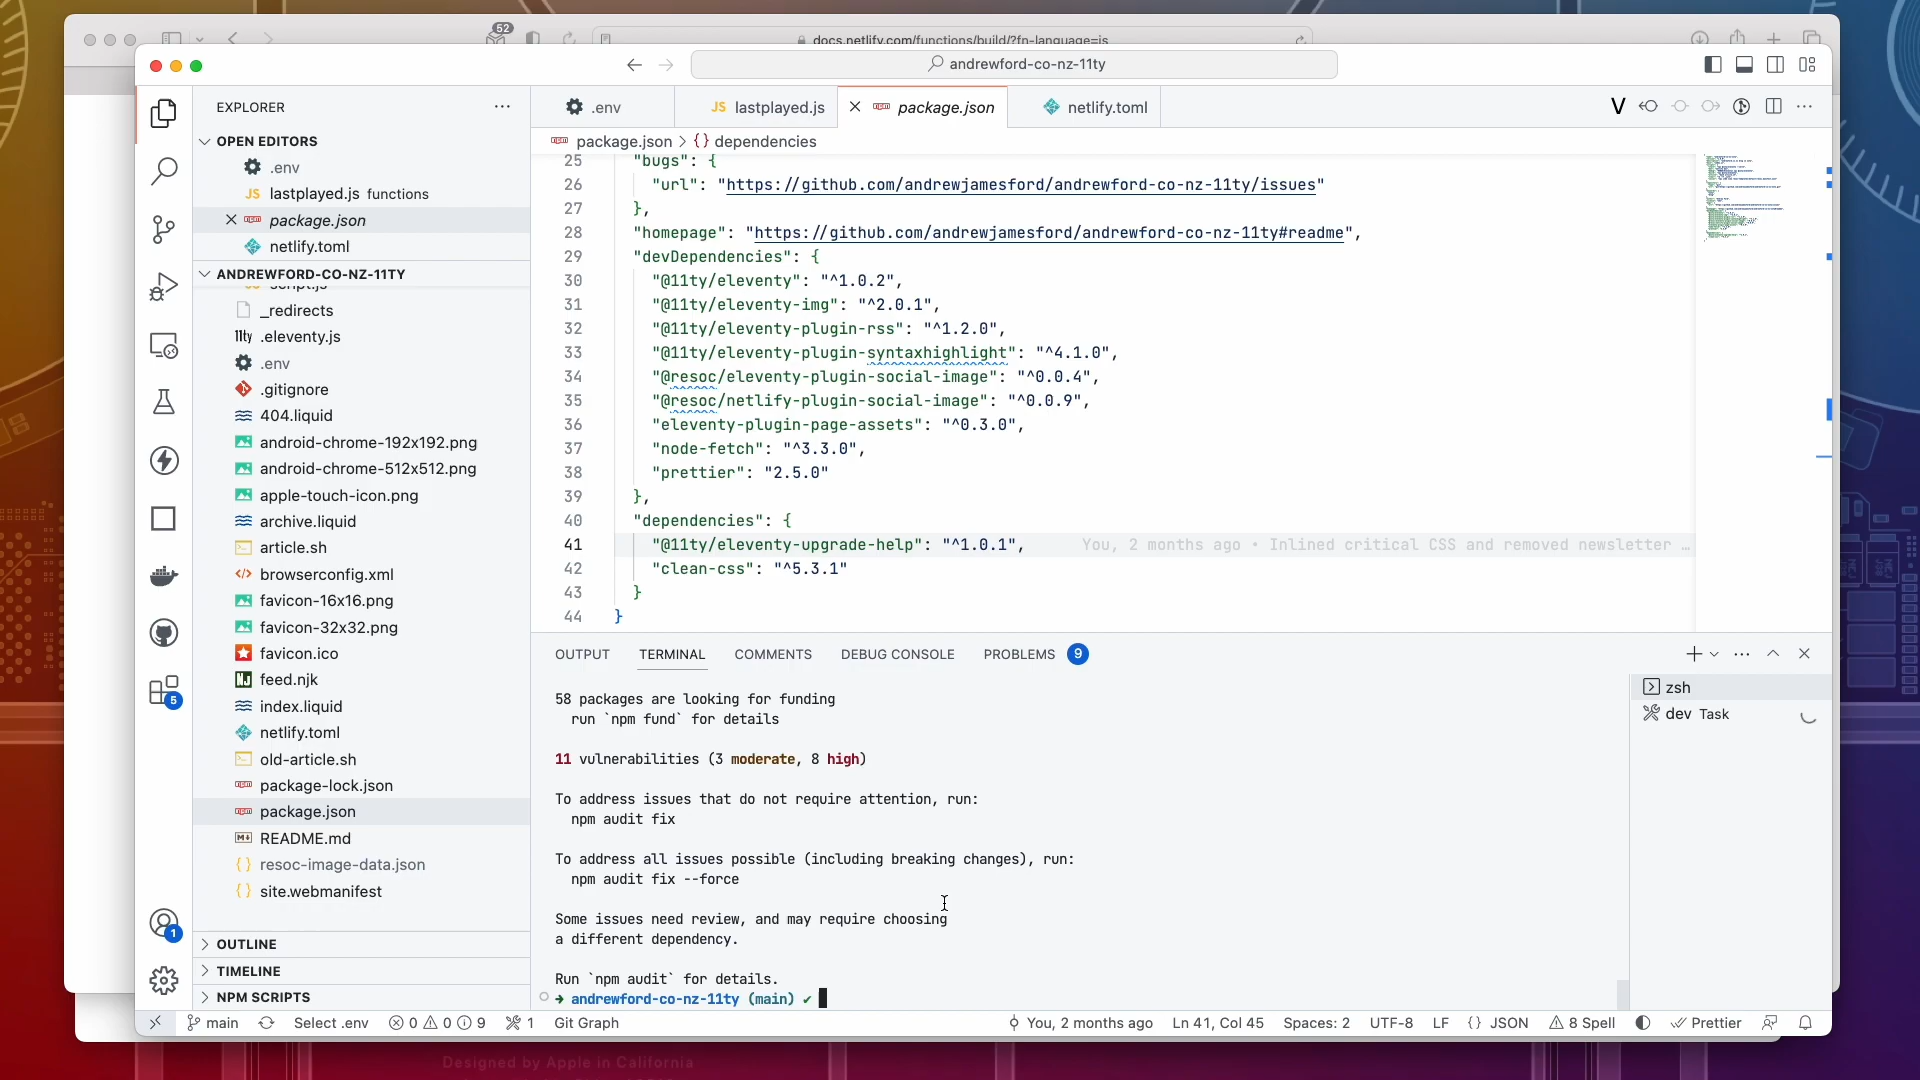 52
docs.netlify.com/functions/build/?fn-language=js
andrewford-co-nz-11ty
EXPLORER
OPEN EDITORS
.env
JS lastplayed.js functions
package.json
netlify.toml
ANDREWFORD-CO-NZ-11TY
script.js
_redirects
11ty .eleventy.js
.env
.gitignore
404.liquid
android-chrome-192x192.png
android-chrome-512x512.png
apple-touch-icon.png
archive.liquid
article.sh
browserconfig.xml
favicon-16x16.png
favicon-32x32.png
favicon.ico
feed.njk
index.liquid
netlify.toml
old-article.sh
package-lock.json
package.json
README.md
resoc-image-data.json
site.webmanifest
OUTLINE
TIMELINE
NPM SCRIPTS
5
1
.env
JS lastplayed.js
package.json
netlify.toml
V
package.json > {} dependencies
25 "bugs": {
26 "url": "https://github.com/andrewjamesford/andrewford-co-nz-11ty/issues"
27 },
28 "homepage": "https://github.com/andrewjamesford/andrewford-co-nz-11ty#readme",
29 "devDependencies": {
30 "@11ty/eleventy": "^1.0.2",
31 "@11ty/eleventy-img": "^2.0.1",
32 "@11ty/eleventy-plugin-rss": "^1.2.0",
33 "@11ty/eleventy-plugin-syntaxhighlight": "^4.1.0",
34 "@resoc/eleventy-plugin-social-image": "^0.0.4",
35 "@resoc/netlify-plugin-social-image": "^0.0.9",
36 "eleventy-plugin-page-assets": "^0.3.0",
37 "node-fetch": "^3.3.0",
38 "prettier": "2.5.0"
39 },
40 "dependencies": {
41 "@11ty/eleventy-upgrade-help": "^1.0.1", You, 2 months ago • Inlined critical CSS and removed newsletter …
42 "clean-css": "^5.3.1"
43 }
44 }
OUTPUT TERMINAL COMMENTS DEBUG CONSOLE PROBLEMS 9
58 packages are looking for funding
run `npm fund` for details
11 vulnerabilities (3 moderate, 8 high)
To address issues that do not require attention, run:
npm audit fix
To address all issues possible (including breaking changes), run:
npm audit fix --force
Some issues need review, and may require choosing
a different dependency.
Run `npm audit` for details.
➜ andrewford-co-nz-11ty (main) ✔
zsh
dev Task
main Select .env 0 0 9 1 Git Graph You, 2 months ago Ln 41, Col 45 Spaces: 2 UTF-8 LF {} JSON 8 Spell Prettier
Designed by Apple in California